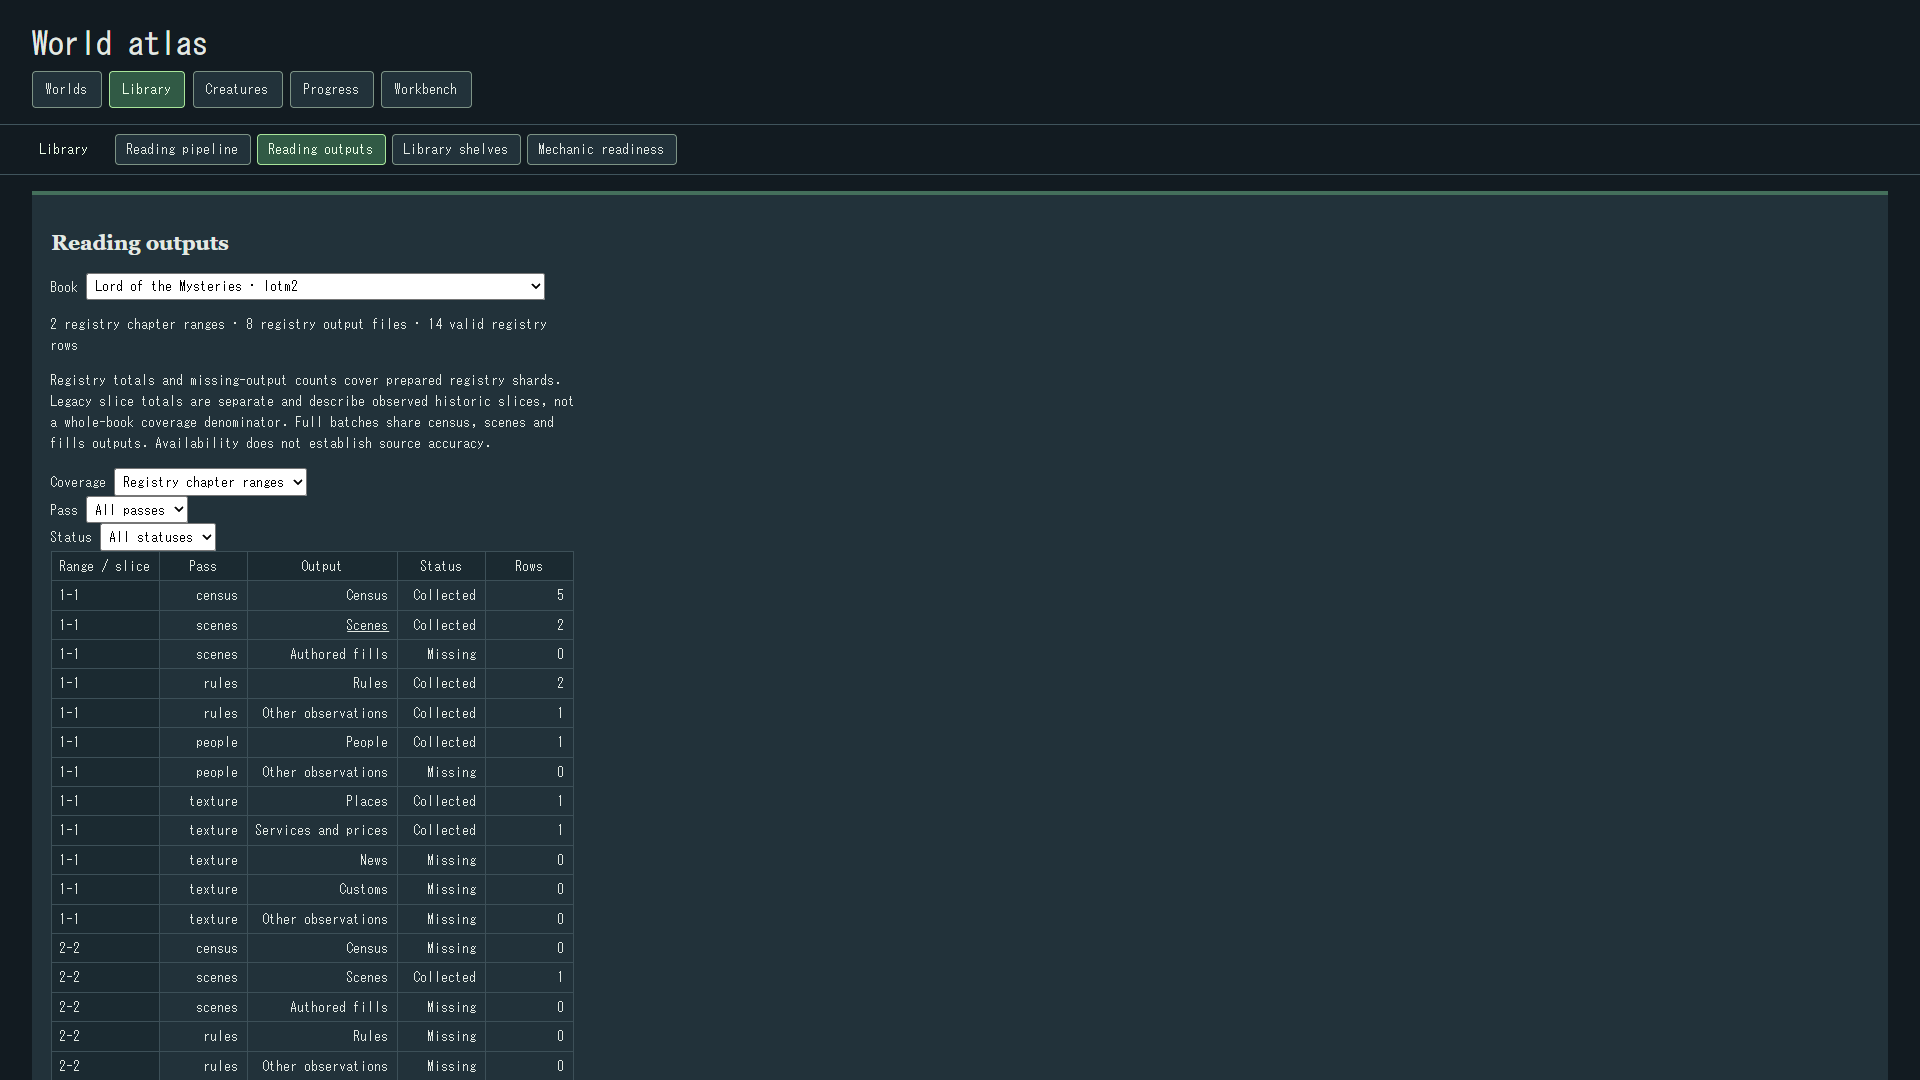 World atlas
Worlds Library Creatures Progress Workbench
Library Reading pipeline Reading outputs Library shelves Mechanic readiness
Reading outputs
Book Lord of the Mysteries · lotm2
2 registry chapter ranges · 8 registry output files · 14 valid registry
rows
Registry totals and missing-output counts cover prepared registry shards.
Legacy slice totals are separate and describe observed historic slices, not
a whole-book coverage denominator. Full batches share census, scenes and
fills outputs. Availability does not establish source accuracy.
Coverage Registry chapter ranges
Pass All passes
Status All statuses
Range / slice Pass Output Status Rows
1-1 census Census Collected 5
1-1 scenes Scenes Collected 2
1-1 scenes Authored fills Missing 0
1-1 rules Rules Collected 2
1-1 rules Other observations Collected 1
1-1 people People Collected 1
1-1 people Other observations Missing 0
1-1 texture Places Collected 1
1-1 texture Services and prices Collected 1
1-1 texture News Missing 0
1-1 texture Customs Missing 0
1-1 texture Other observations Missing 0
2-2 census Census Missing 0
2-2 scenes Scenes Collected 1
2-2 scenes Authored fills Missing 0
2-2 rules Rules Missing 0
2-2 rules Other observations Missing 0